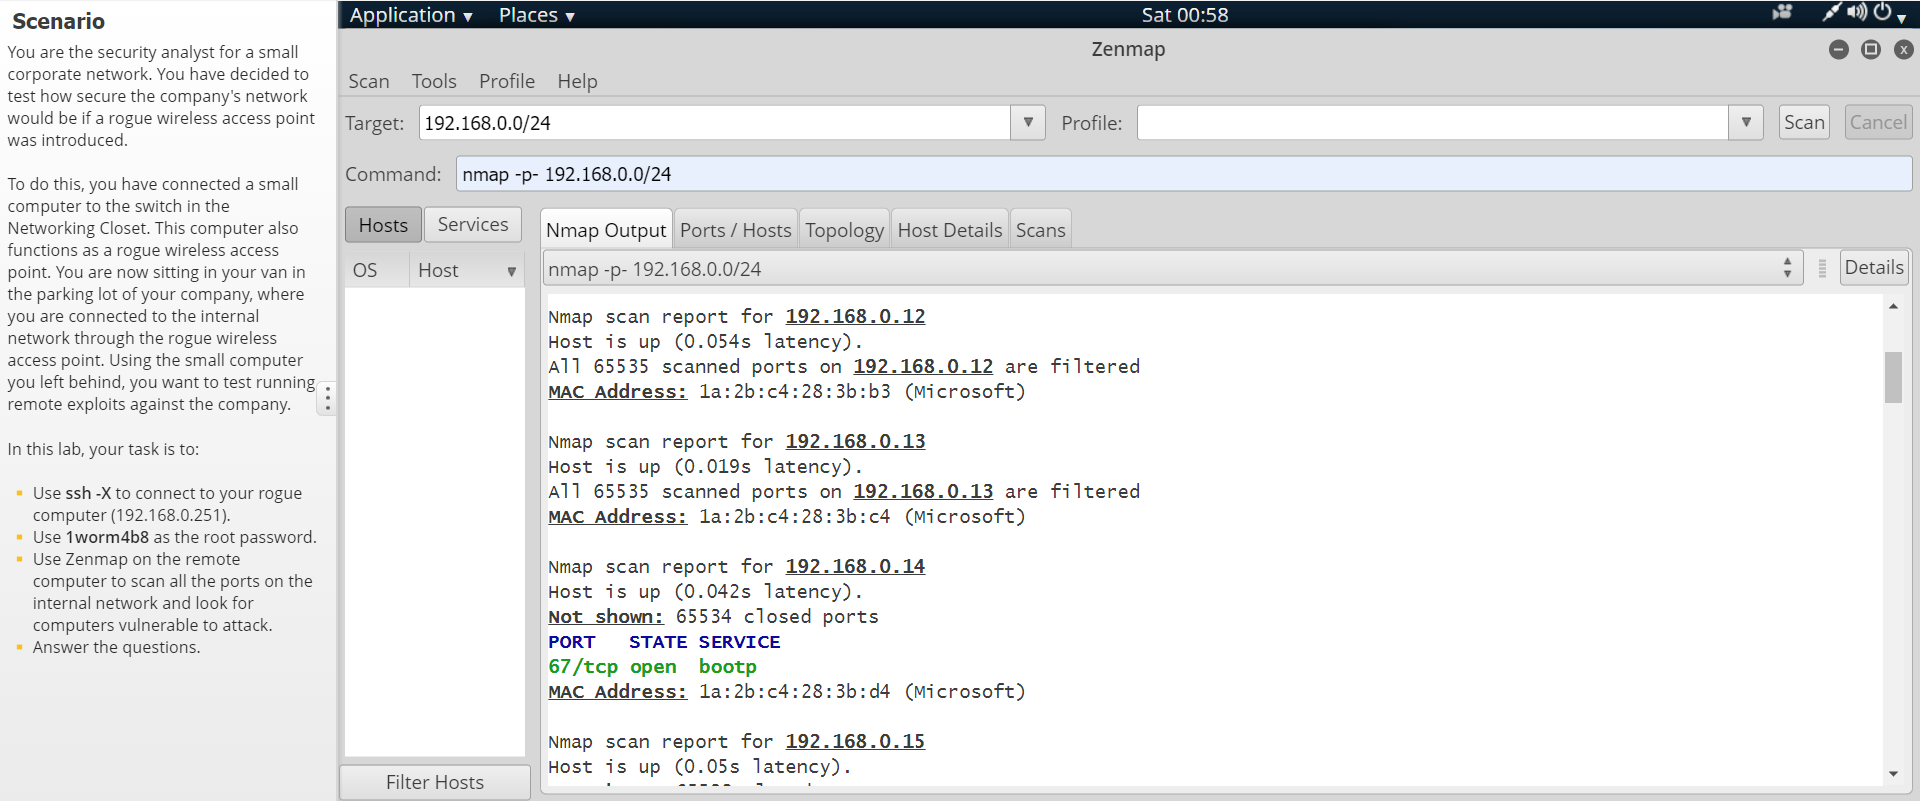 Scenario
You are the security analyst for a small
corporate network. You have decided to
test how secure the company's network
would be if a rogue wireless access point
was introduced.
To do this, you have connected a small
computer to the switch in the
Networking Closet. This computer also
functions as a rogue wireless access
point. You are now sitting in your van in
the parking lot of your company, where
you are connected to the internal
network through the rogue wireless
access point. Using the small computer
you left behind, you want to test running
remote exploits against the company.
In this lab, your task is to:
Use ssh -X to connect to your rogue
computer (192.168.0.251).
Use 1worm4b8 as the root password.
Use Zenmap on the remote
computer to scan all the ports on the
internal network and look for
computers vulnerable to attack.
Answer the questions.
Application Places Sat 00:58
Zenmap
Scan Tools Profile Help
Target: 192.168.0.0/24 Profile: Scan Cancel
Command: nmap -p- 192.168.0.0/24
Hosts Services
Nmap Output Ports / Hosts Topology Host Details Scans
OS Host
nmap -p- 192.168.0.0/24 Details
Nmap scan report for 192.168.0.12
Host is up (0.054s latency).
All 65535 scanned ports on 192.168.0.12 are filtered
MAC Address: 1a:2b:c4:28:3b:b3 (Microsoft)
Nmap scan report for 192.168.0.13
Host is up (0.019s latency).
All 65535 scanned ports on 192.168.0.13 are filtered
MAC Address: 1a:2b:c4:28:3b:c4 (Microsoft)
Nmap scan report for 192.168.0.14
Host is up (0.042s latency).
Not shown: 65534 closed ports
PORT STATE SERVICE
67/tcp open bootp
MAC Address: 1a:2b:c4:28:3b:d4 (Microsoft)
Nmap scan report for 192.168.0.15
Host is up (0.05s latency).
Filter Hosts